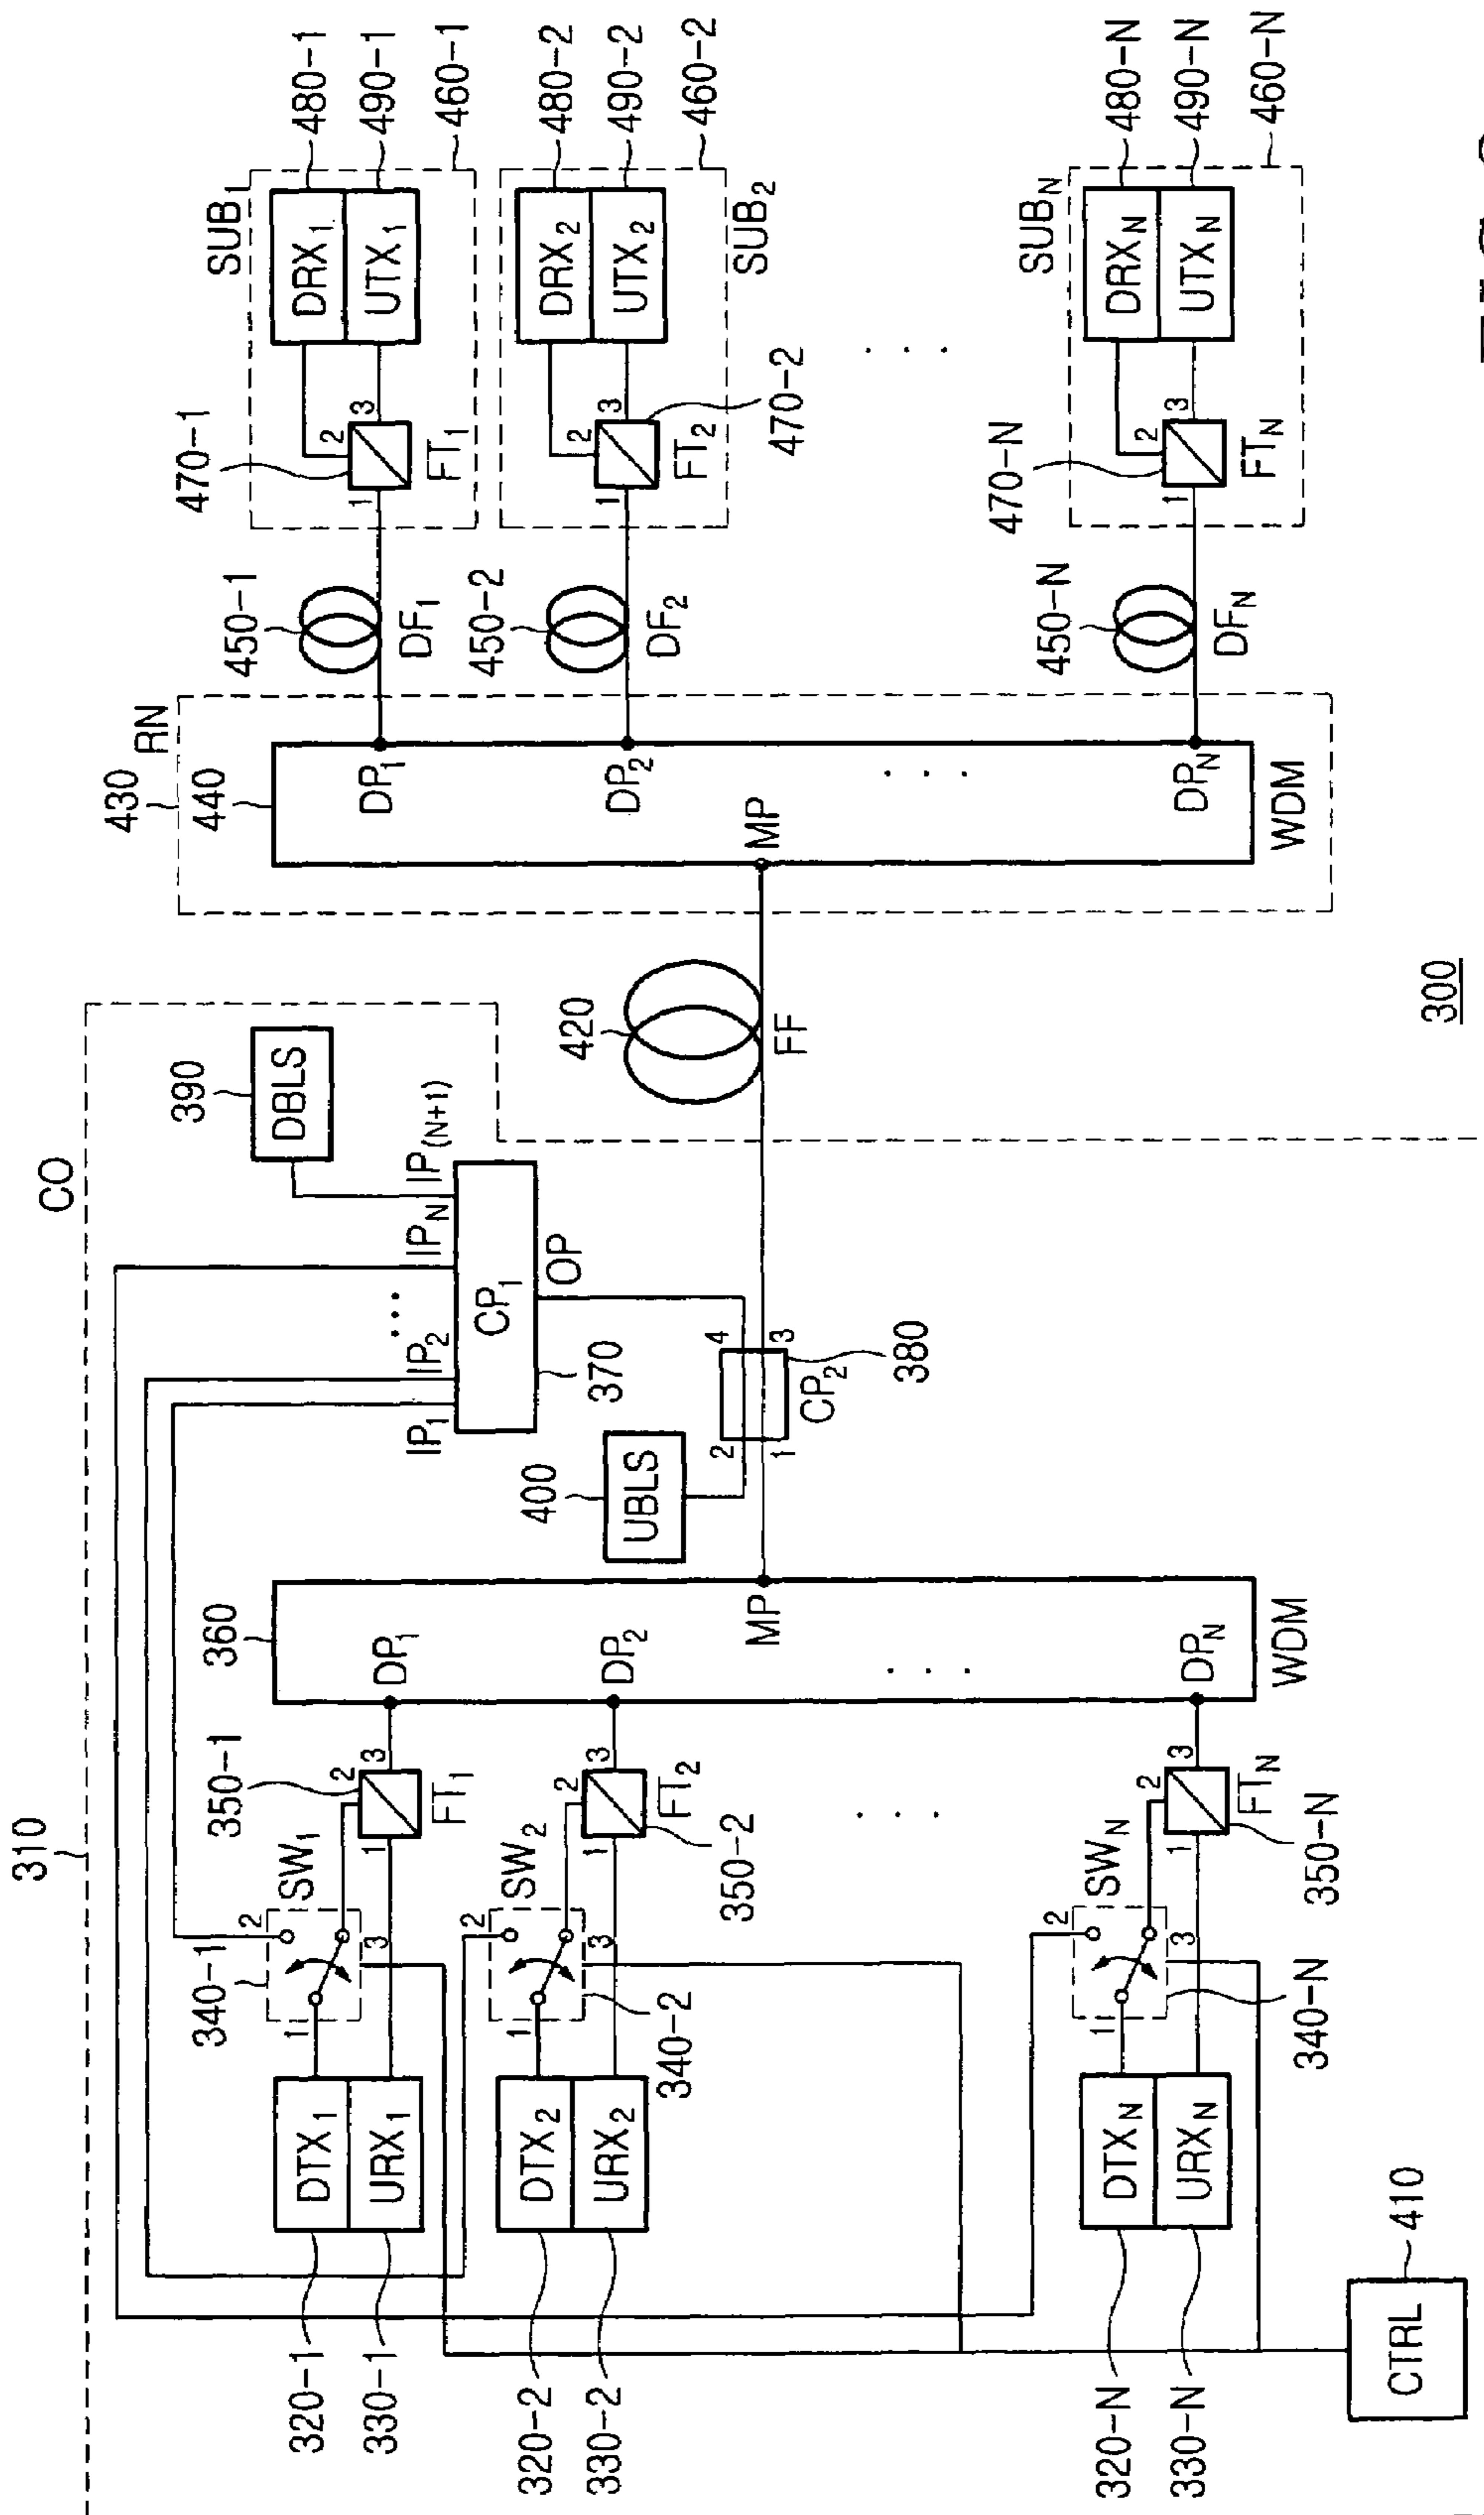 310
CO
320-1
330-1
DTX1
URX1
340-1
1
2
3
SW1
350-1
1
2
3
FT1
320-2
330-2
DTX2
URX2
340-2
1
2
3
SW2
350-2
1
2
3
FT2
. . .
320-N
330-N
DTXN
URXN
340-N
1
2
3
SWN
350-N
1
2
3
FTN
CTRL
410
360
DP1
DP2
MP
. . .
DPN
WDM
400
UBLS
IP1
IP2
...
IPN
IP(N+1)
CP1
370
OP
390
DBLS
2
1
4
3
CP2
380
420
FF
430
RN
440
DP1
DP2
MP
. . .
DPN
WDM
450-1
DF1
450-2
DF2
450-N
DFN
SUB1
470-1
1
2
3
FT1
DRX1
UTX1
480-1
490-1
460-1
SUB2
470-2
1
2
3
FT2
DRX2
UTX2
480-2
490-2
460-2
. . .
SUBN
470-N
1
2
3
FTN
DRXN
UTXN
480-N
490-N
460-N
300